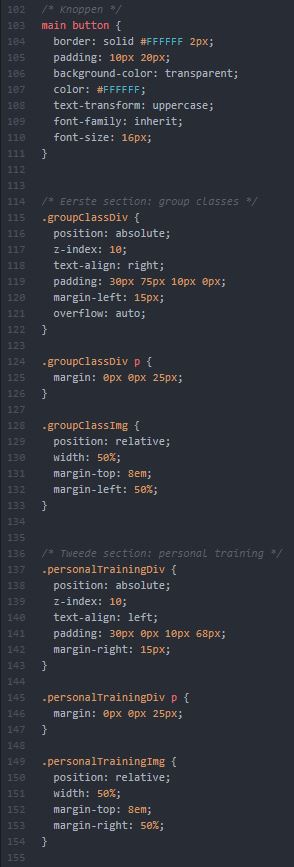 102 /* Knoppen */
103 main button {
104 border: solid #FFFFFF 2px;
105 padding: 10px 20px;
106 background-color: transparent;
107 color: #FFFFFF;
108 text-transform: uppercase;
109 font-family: inherit;
110 font-size: 16px;
111 }
112
113
114 /* Eerste section: group classes */
115 .groupClassDiv {
116 position: absolute;
117 z-index: 10;
118 text-align: right;
119 padding: 30px 75px 10px 0px;
120 margin-left: 15px;
121 overflow: auto;
122 }
123
124 .groupClassDiv p {
125 margin: 0px 0px 25px;
126 }
127
128 .groupClassImg {
129 position: relative;
130 width: 50%;
131 margin-top: 8em;
132 margin-left: 50%;
133 }
134
135
136 /* Tweede section: personal training */
137 .personalTrainingDiv {
138 position: absolute;
139 z-index: 10;
140 text-align: left;
141 padding: 30px 0px 10px 68px;
142 margin-right: 15px;
143 }
144
145 .personalTrainingDiv p {
146 margin: 0px 0px 25px;
147 }
148
149 .personalTrainingImg {
150 position: relative;
151 width: 50%;
152 margin-top: 8em;
153 margin-right: 50%;
154 }
155